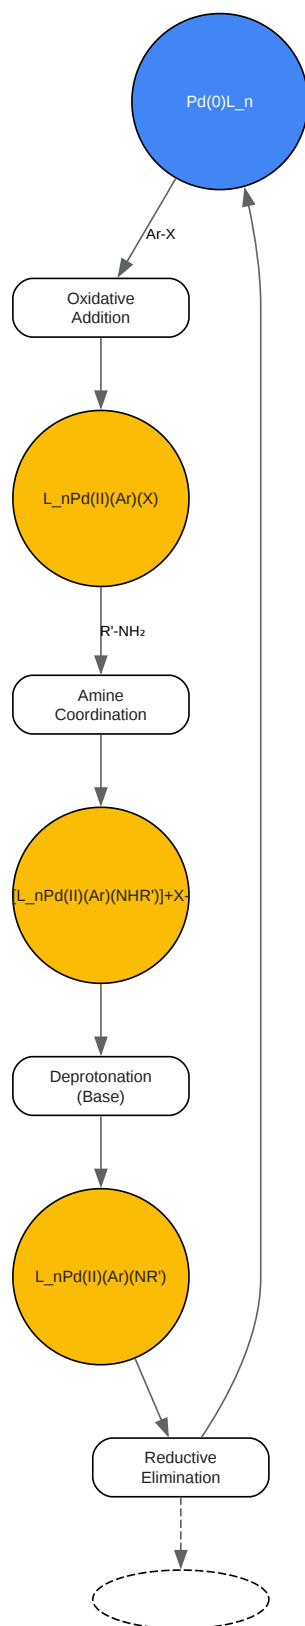 Pd(0)L_n
Ar-X
Oxidative
Addition
L_nPd(II)(Ar)(X)
R'-NH₂
Amine
Coordination
[L_nPd(II)(Ar)(NHR')]+X-
Deprotonation
(Base)
L_nPd(II)(Ar)(NR')
Reductive
Elimination